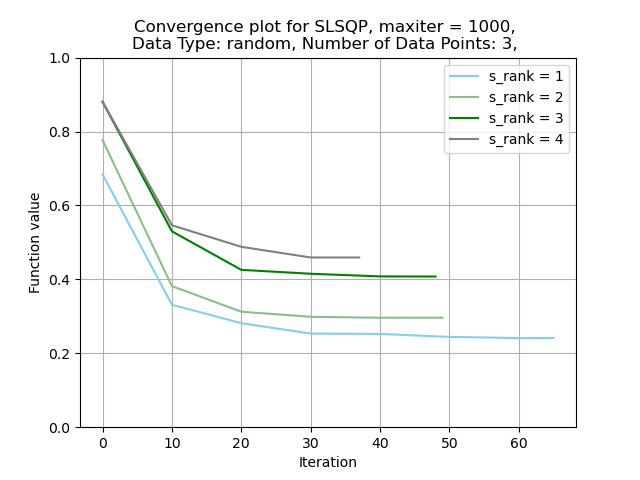 Convergence plot for SLSQP, maxiter = 1000,
Data Type: random, Number of Data Points: 3,
1.0
0.8
0.6
0.4
0.2
0.0
Function value
s_rank = 1
s_rank = 2
s_rank = 3
s_rank = 4
0 10 20 30 40 50 60
Iteration